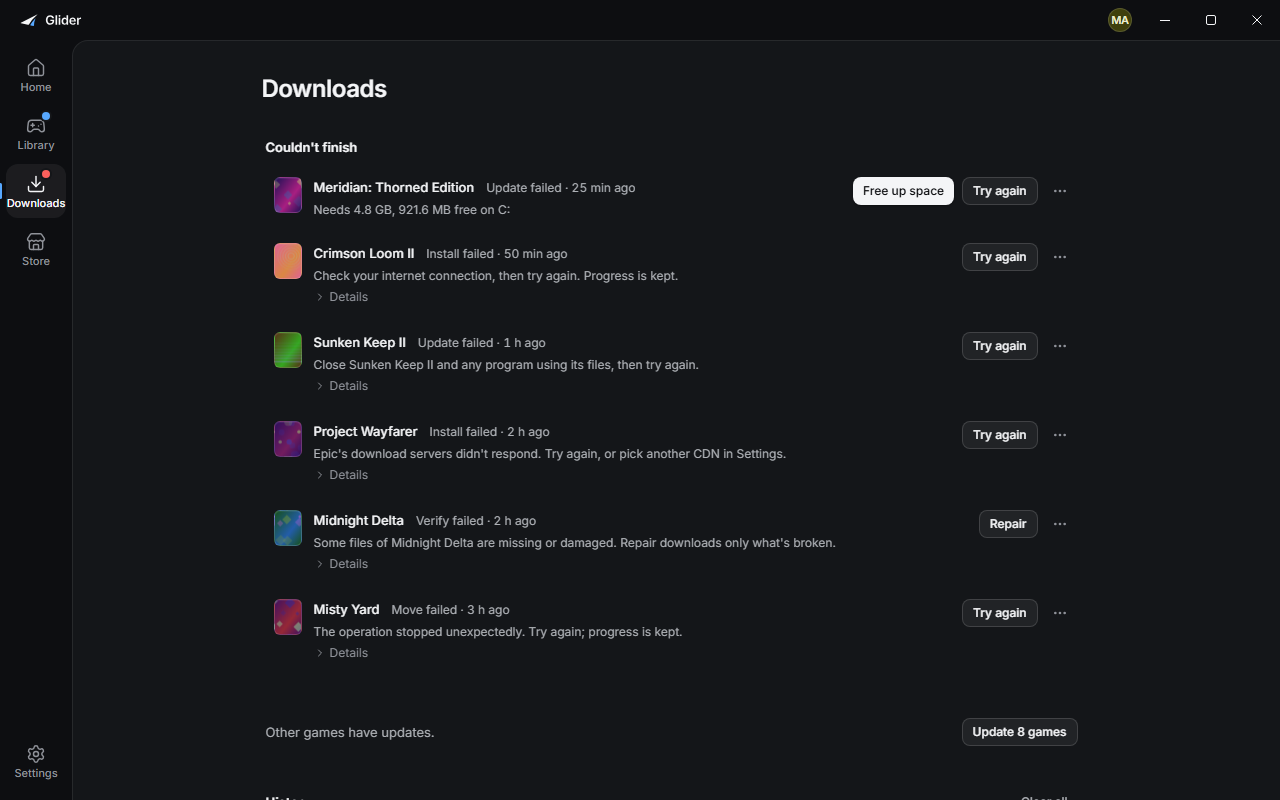 Glider
MA
Home
Library
Downloads
Store
Settings
Downloads
Couldn't finish
Meridian: Thorned Edition Update failed · 25 min ago
Needs 4.8 GB, 921.6 MB free on C:
Free up space
Try again
Crimson Loom II Install failed · 50 min ago
Check your internet connection, then try again. Progress is kept.
Details
Try again
Sunken Keep II Update failed · 1 h ago
Close Sunken Keep II and any program using its files, then try again.
Details
Try again
Project Wayfarer Install failed · 2 h ago
Epic's download servers didn't respond. Try again, or pick another CDN in Settings.
Details
Try again
Midnight Delta Verify failed · 2 h ago
Some files of Midnight Delta are missing or damaged. Repair downloads only what's broken.
Details
Repair
Misty Yard Move failed · 3 h ago
The operation stopped unexpectedly. Try again; progress is kept.
Details
Try again
Other games have updates.
Update 8 games